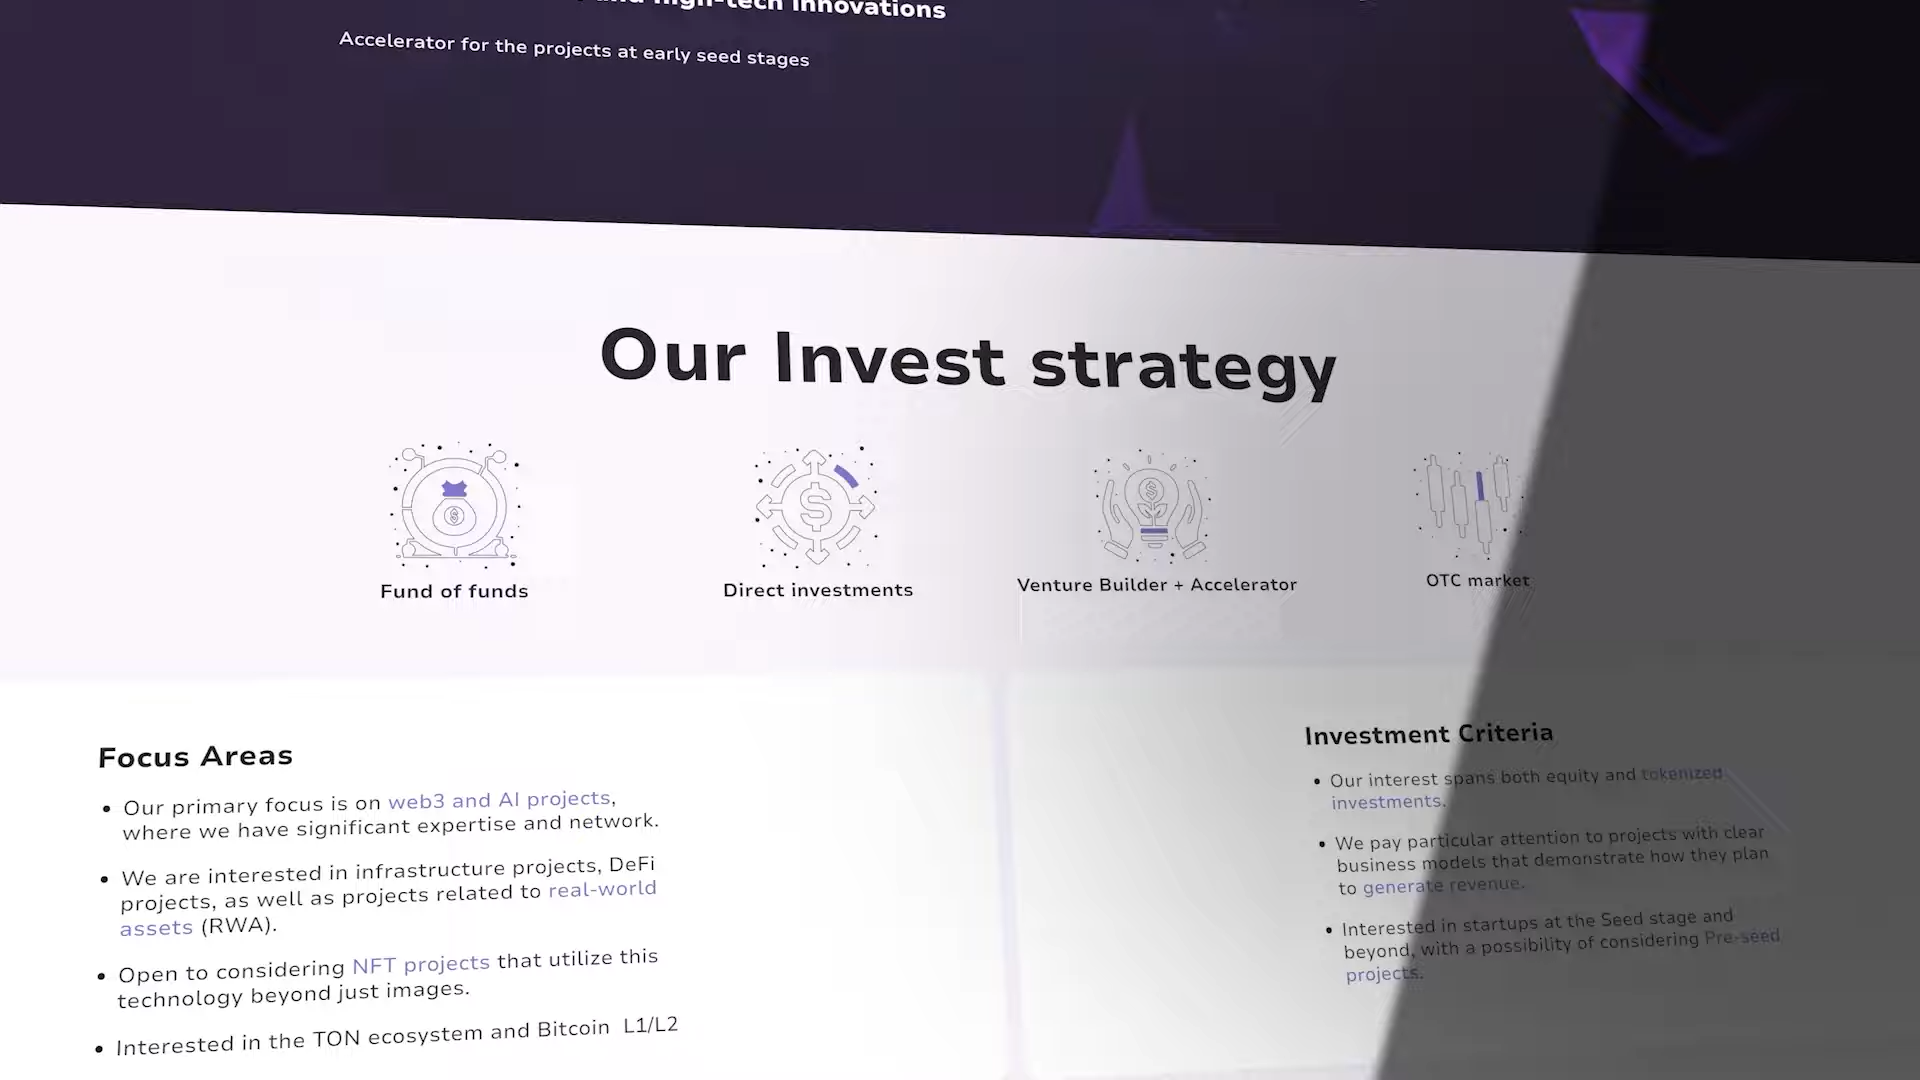 high-tech innovations
Accelerator for the projects at early seed stages
Our Invest strategy
Fund of funds
Direct investments
Venture Builder + Accelerator
OTC market
Focus Areas
• Our primary focus is on web3 and AI projects,
where we have significant expertise and network.
• We are interested in infrastructure projects, DeFi
projects, as well as projects related to real-world
assets (RWA).
• Open to considering NFT projects that utilize this
technology beyond just images.
• Interested in the TON ecosystem and Bitcoin L1/L2
Investment Criteria
• Our interest spans both equity and tokenized
investments.
• We pay particular attention to projects with clear
business models that demonstrate how they plan
to generate revenue.
• Interested in startups at the Seed stage and
beyond, with a possibility of considering Pre-seed
projects.